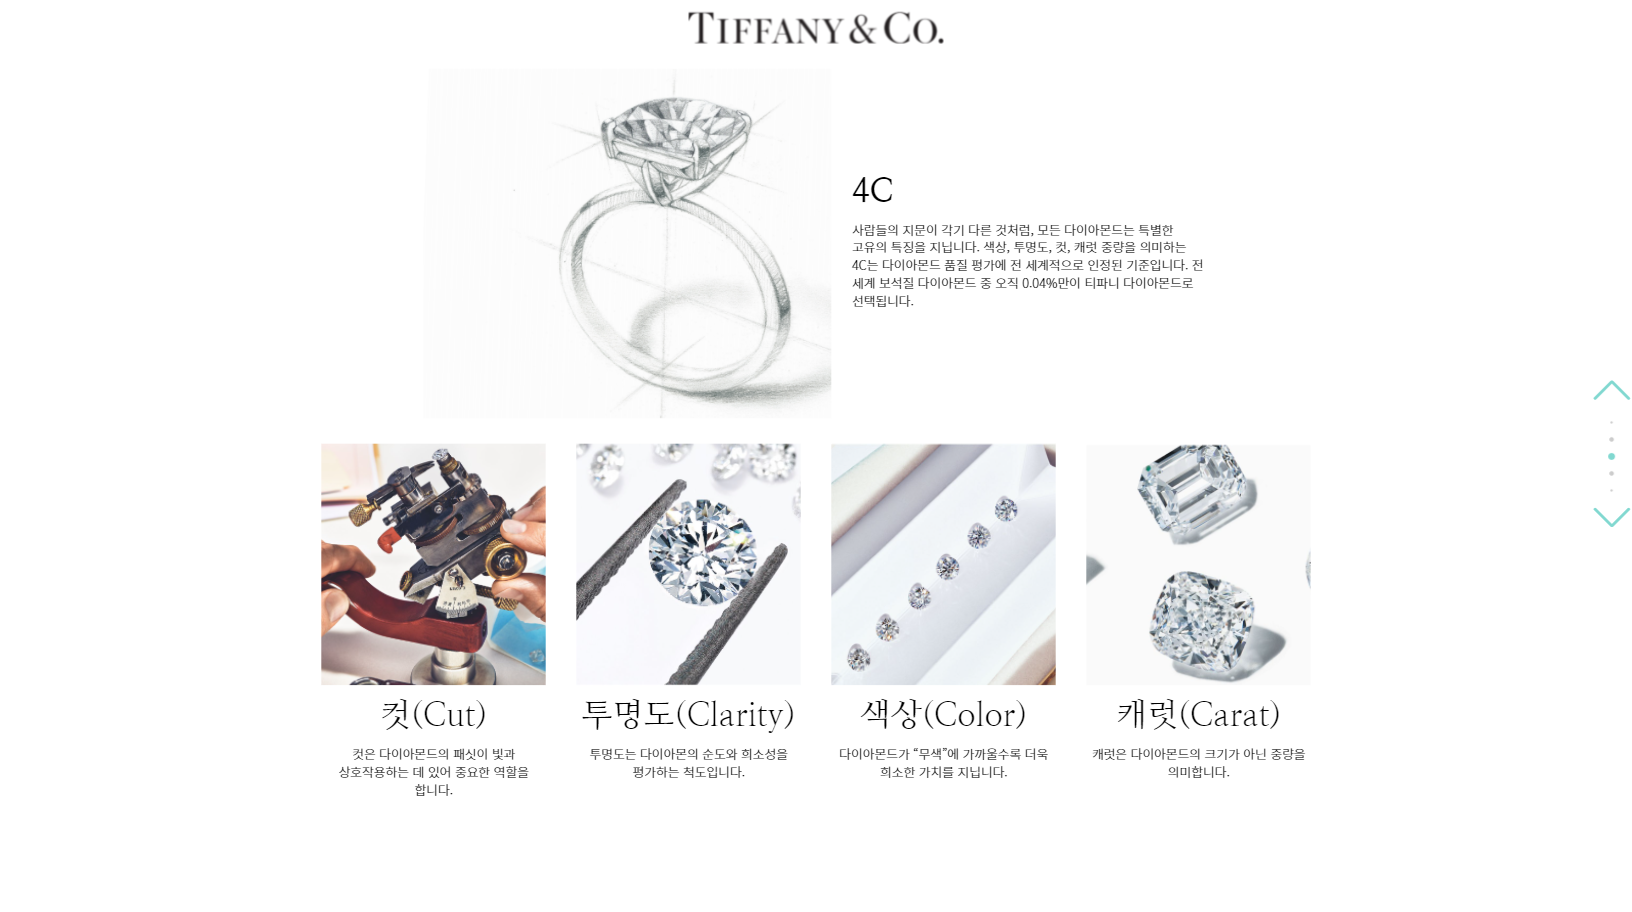 TIFFANY & CO.
4C
사람들의 지문이 각기 다른 것처럼, 모든 다이아몬드는 특별한
고유의 특징을 지닙니다. 색상, 투명도, 컷, 캐럿 중량을 의미하는
4C는 다이아몬드 품질 평가에 전 세계적으로 인정된 기준입니다. 전
세계 보석질 다이아몬드 중 오직 0.04%만이 티파니 다이아몬드로
선택됩니다.
컷(Cut)
컷은 다이아몬드의 패싯이 빛과
상호작용하는 데 있어 중요한 역할을
합니다.
투명도(Clarity)
투명도는 다이아몬의 순도와 희소성을
평가하는 척도입니다.
색상(Color)
다이아몬드가 “무색”에 가까울수록 더욱
희소한 가치를 지닙니다.
캐럿(Carat)
캐럿은 다이아몬드의 크기가 아닌 중량을
의미합니다.